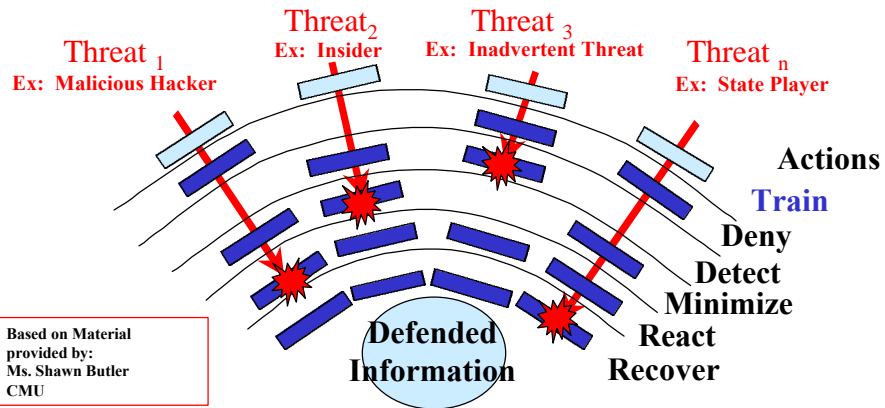 Threat 1
Ex: Malicious Hacker
Threat2
Ex: Insider
Threat 3
Ex: Inadvertent Threat
Threat n
Ex: State Player
Actions
Train
Deny
Detect
Minimize
React
Recover
Defended
Information
Based on Material
provided by:
Ms. Shawn Butler
CMU